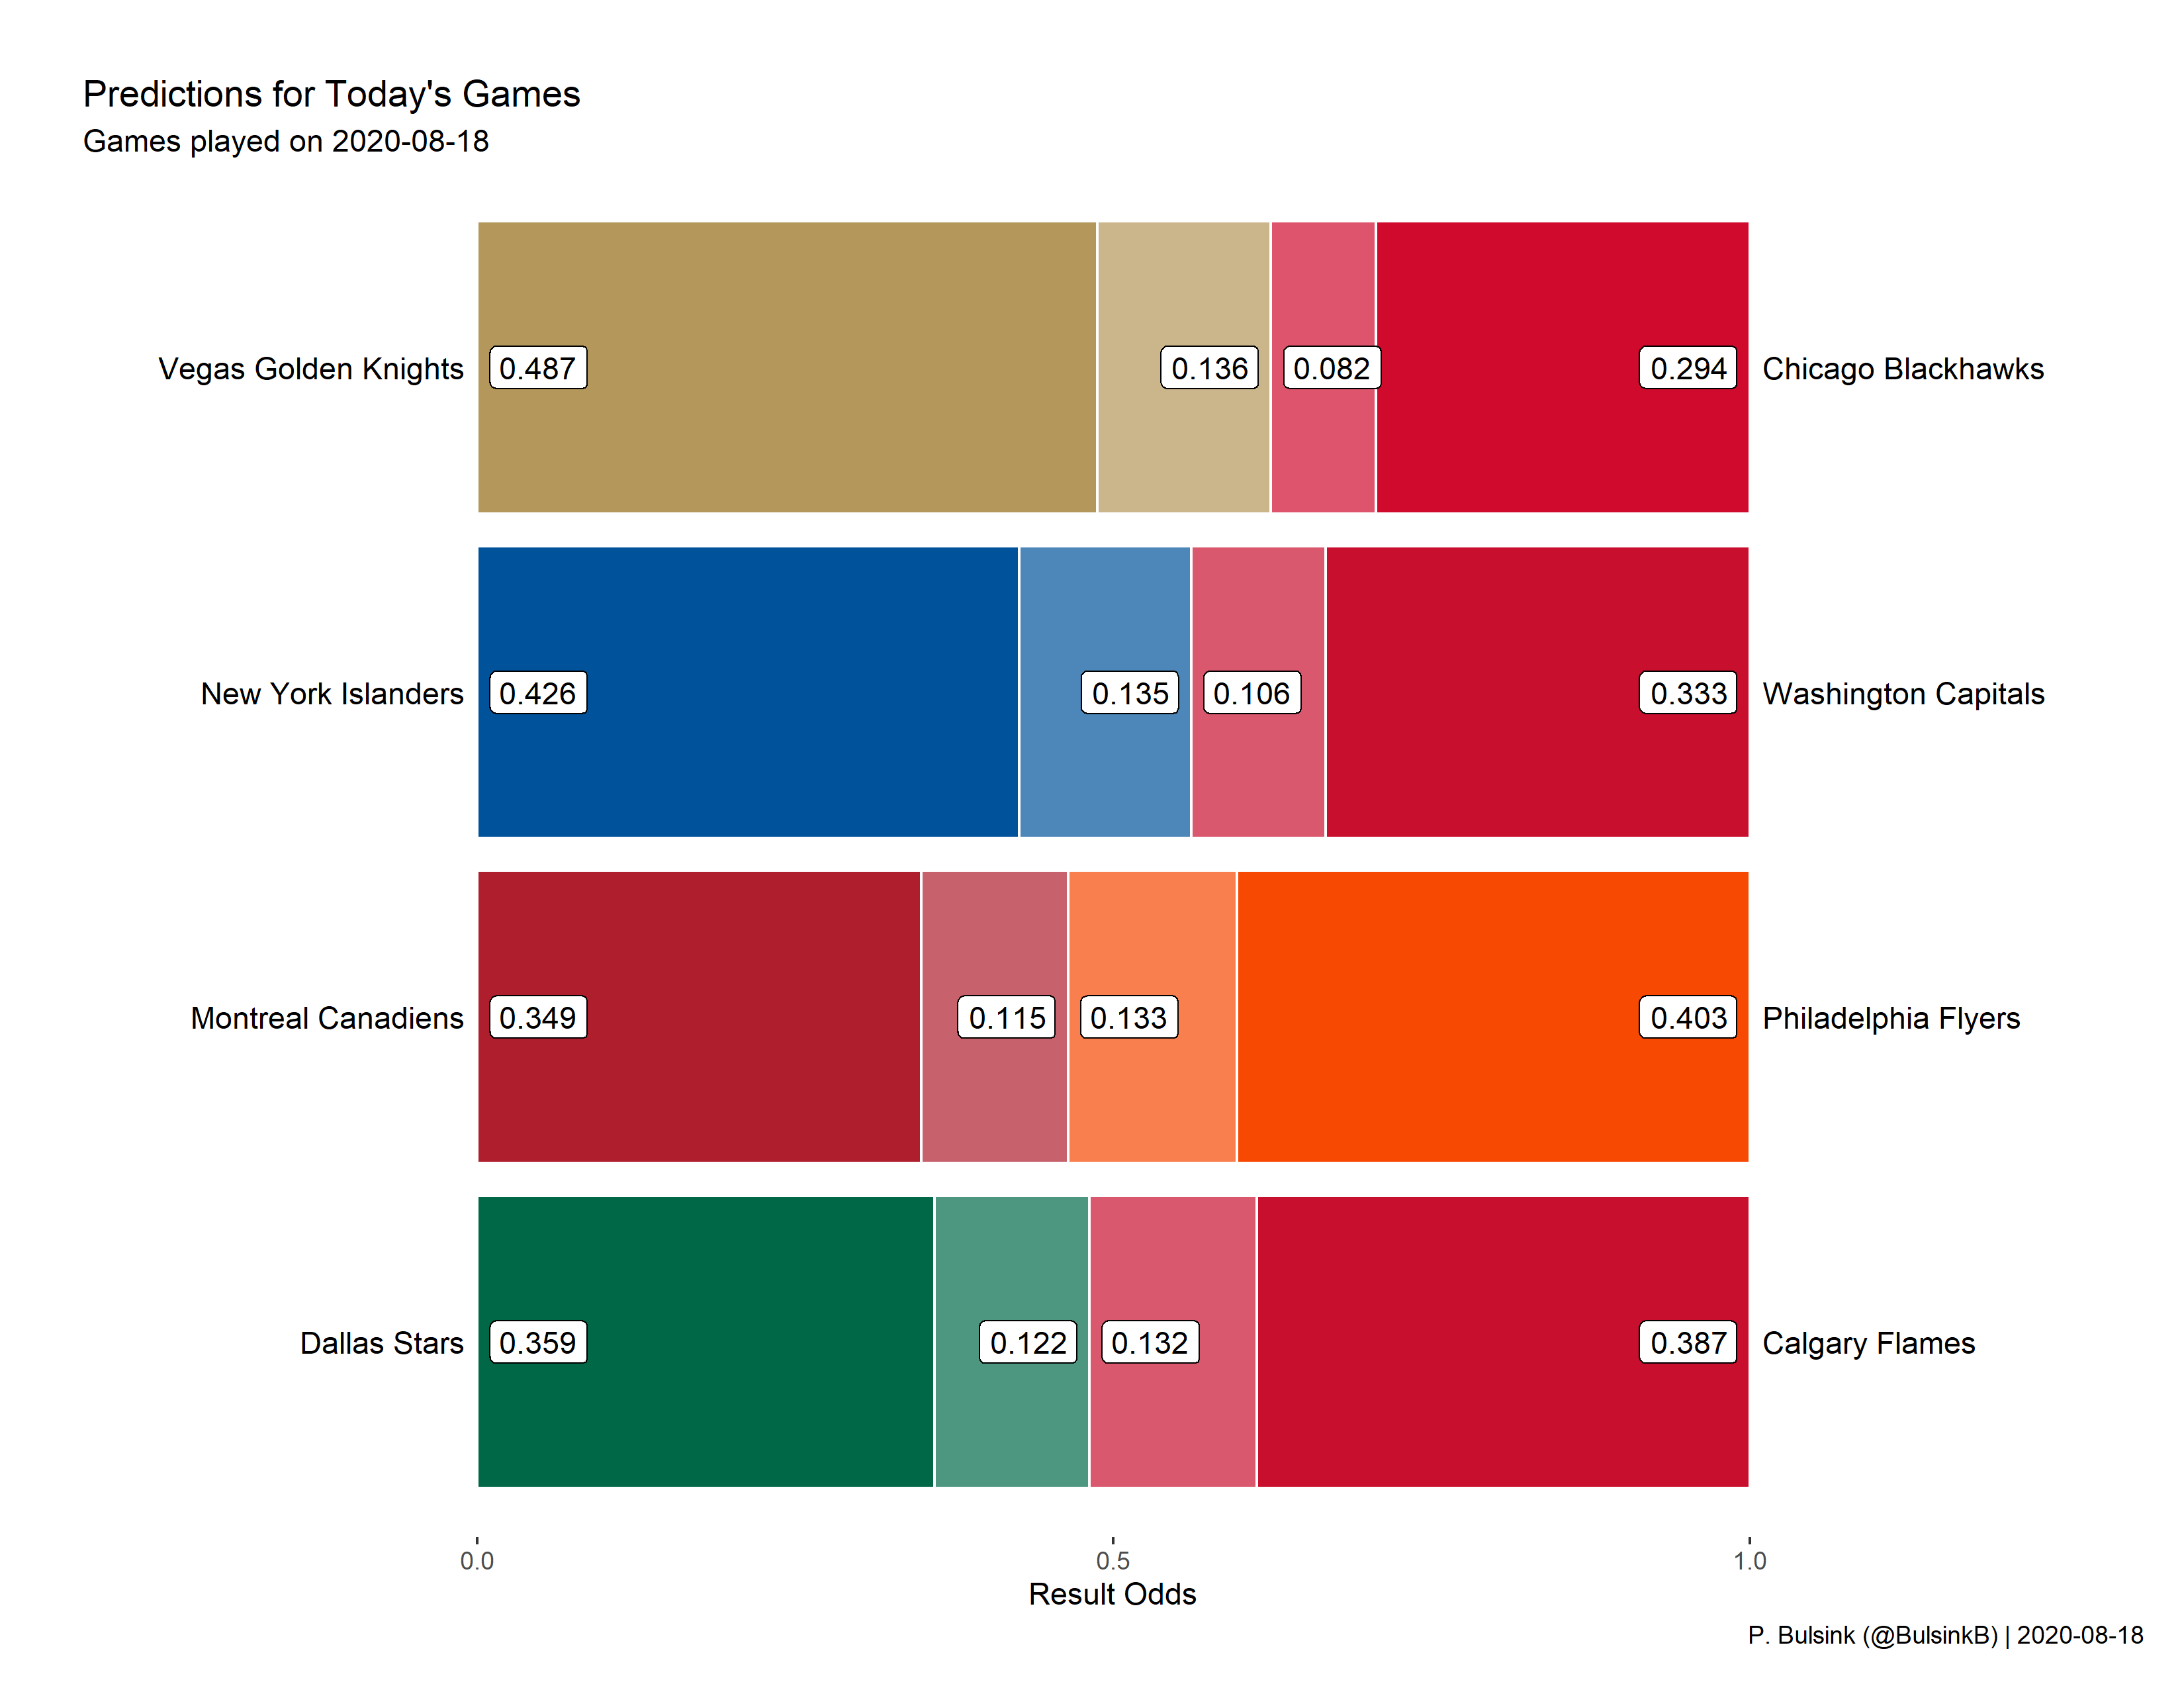 Predictions for Today's Games
Games played on 2020-08-18
Vegas Golden Knights 0.487 0.136 0.082 0.294 Chicago Blackhawks
New York Islanders 0.426 0.135 0.106 0.333 Washington Capitals
Montreal Canadiens 0.349 0.115 0.133 0.403 Philadelphia Flyers
Dallas Stars 0.359 0.122 0.132 0.387 Calgary Flames
0.0 0.5 1.0
Result Odds
P. Bulsink (@BulsinkB) | 2020-08-18